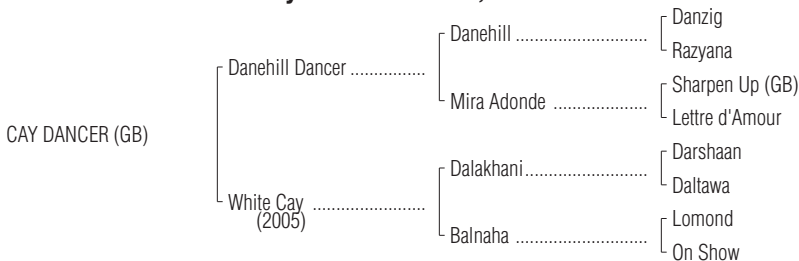 Danzig
Danehill ............................
Razyana
Danehill Dancer ................
Sharpen Up (GB)
Mira Adonde ....................
Lettre d'Amour
CAY DANCER (GB)
Darshaan
Dalakhani..........................
Daltawa
White Cay ........................
(2005)
Lomond
Balnaha ............................
On Show